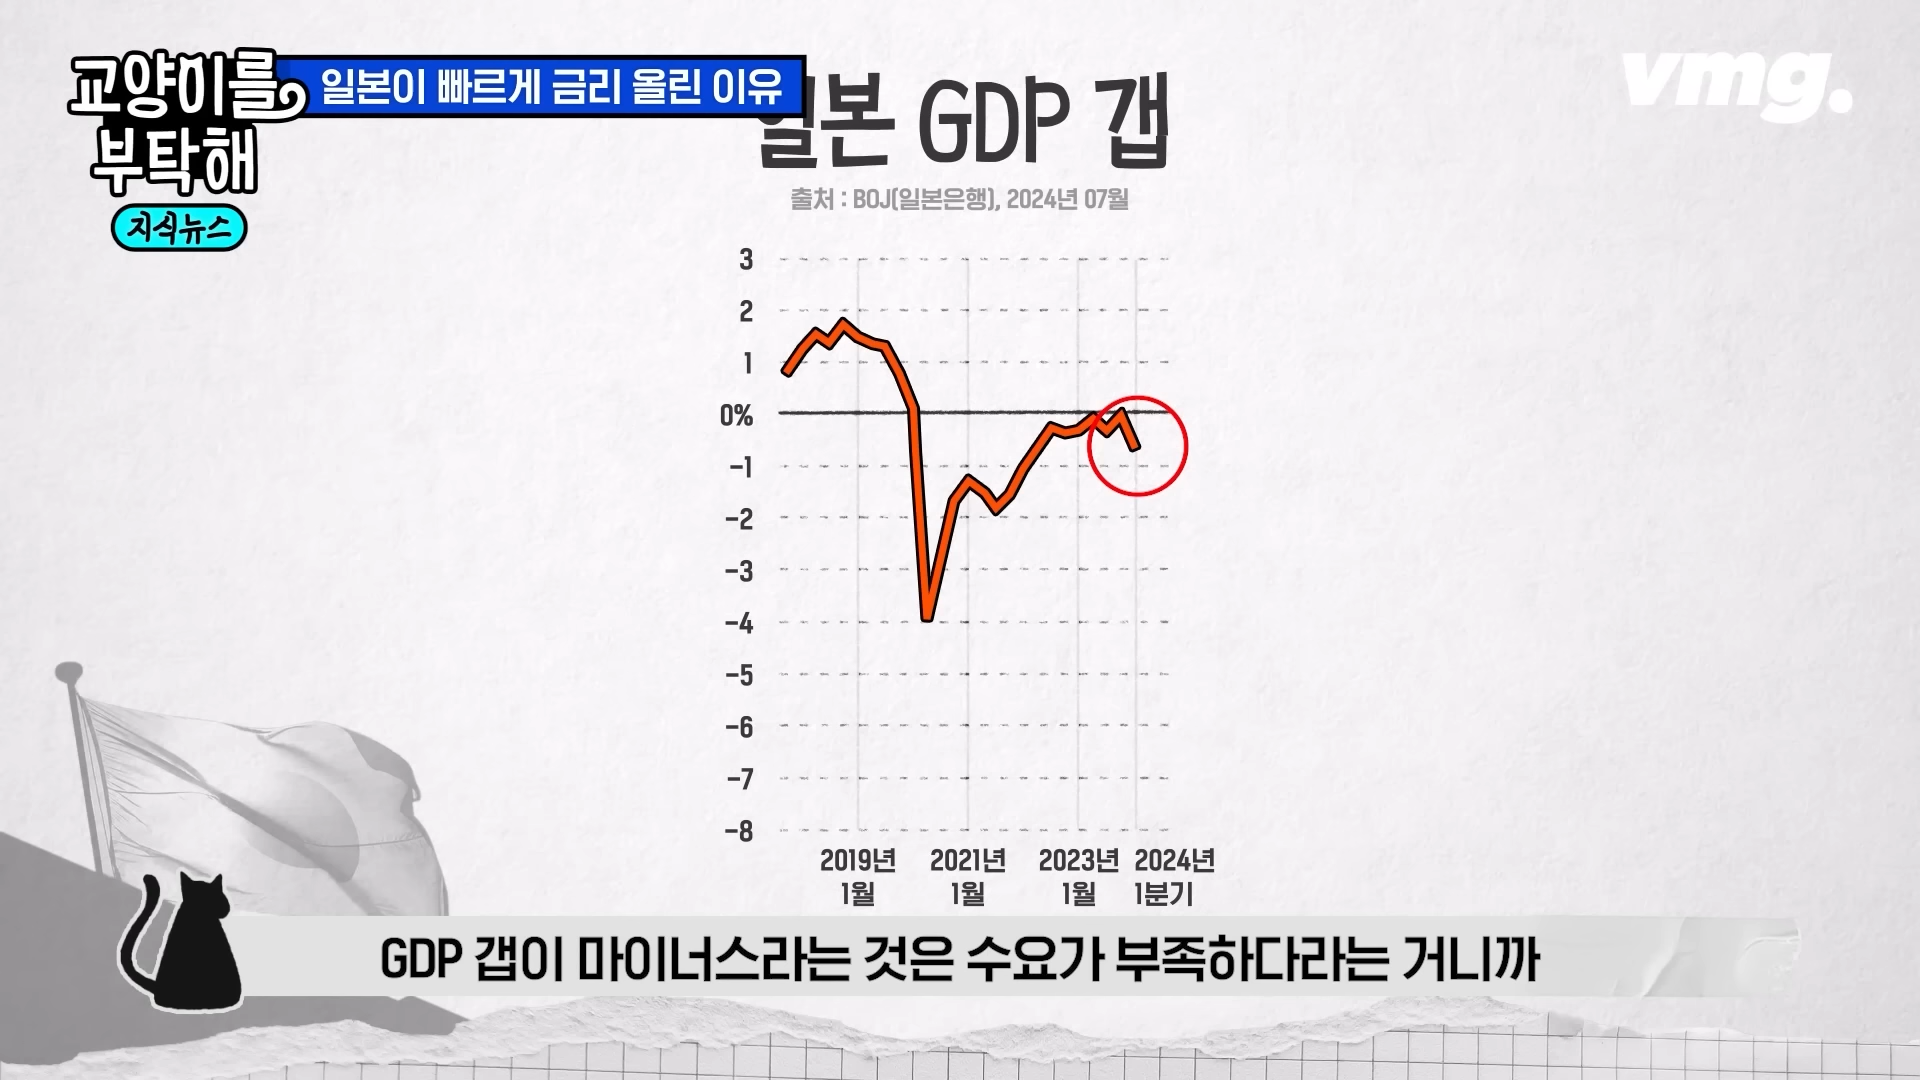 교양이를
부탁해
지식뉴스
일본이 빠르게 금리 올린 이유
vmg.
일본 GDP 갭
출처 : BOJ(일본은행), 2024년 07월
3
2
1
0%
-1
-2
-3
-4
-5
-6
-7
-8
2019년 2021년 2023년 2024년
1월 1월 1월 1분기
GDP 갭이 마이너스라는 것은 수요가 부족하다라는 거니까